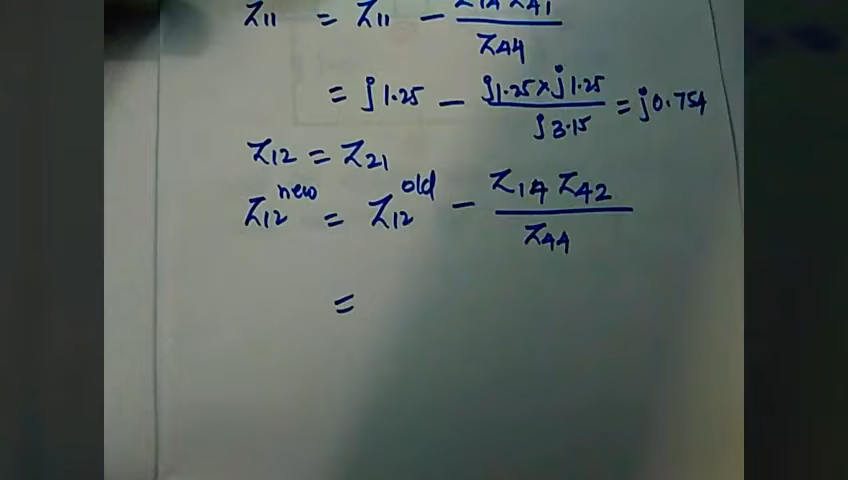 Z11 = Z11 - Z14 Z41 / Z44
= j1.25 - j1.25 × j1.25 / j3.15 = j0.754
Z12 = Z21
Z12 new = Z12 old - Z14 Z42 / Z44
=